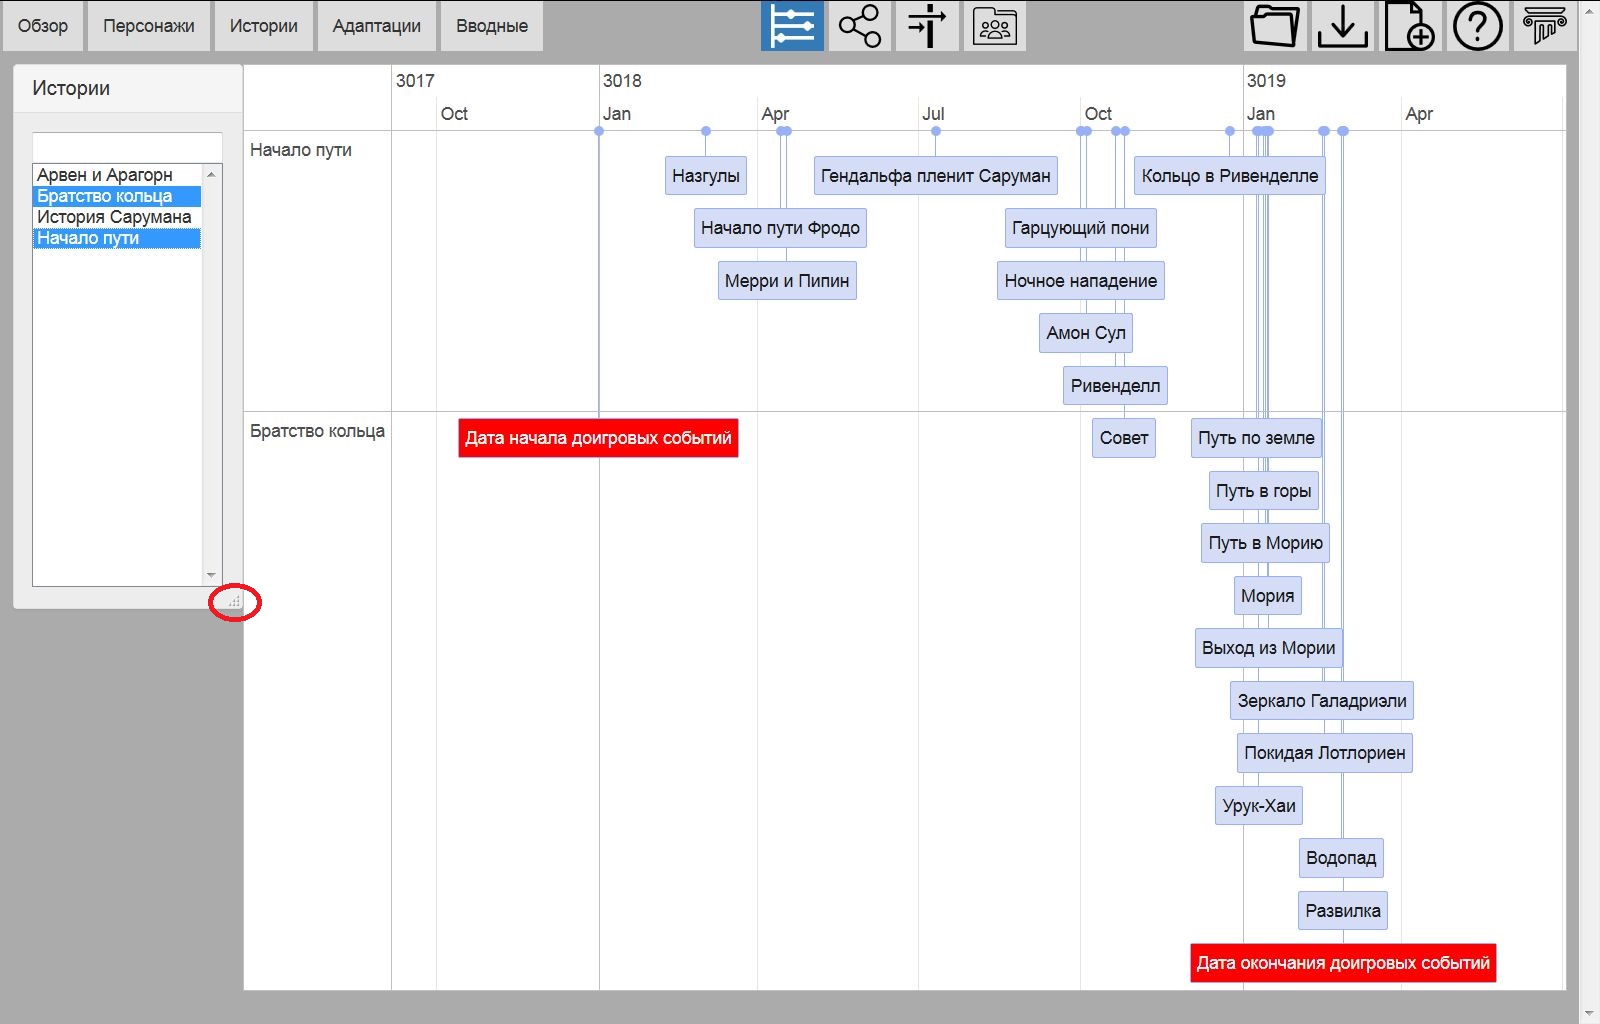 Обзор
Персонажи
Истории
Адаптации
Вводные
Истории
Арвен и Арагорн
Братство кольца
История Сарумана
Начало пути
3017
3018
3019
Oct
Jan
Apr
Jul
Oct
Jan
Apr
Начало пути
Назгулы
Гендальфа пленит Саруман
Кольцо в Ривенделле
Начало пути Фродо
Гарцующий пони
Мерри и Пипин
Ночное нападение
Амон Сул
Ривенделл
Братство кольца
Дата начала доигровых событий
Совет
Путь по земле
Путь в горы
Путь в Морию
Мория
Выход из Мории
Зеркало Галадриэли
Покидая Лотлориен
Урук-Хаи
Водопад
Развилка
Дата окончания доигровых событий